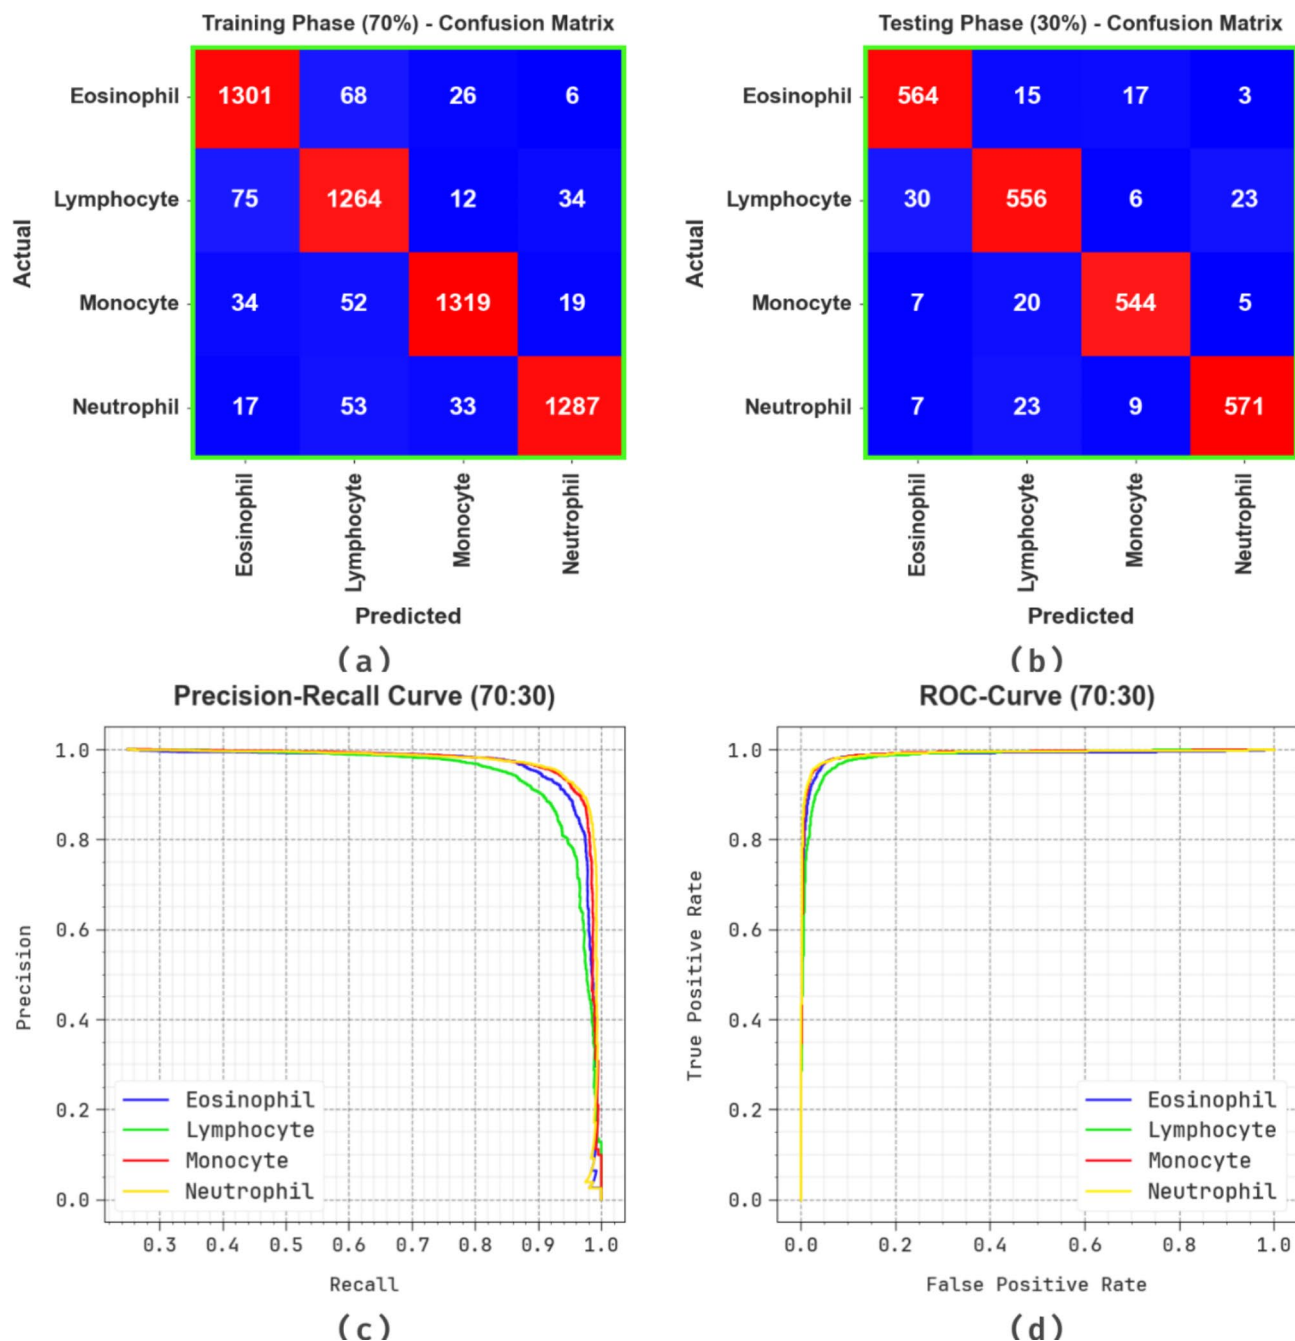 Training Phase (70%) - Confusion Matrix
Actual
Eosinophil 1301 68 26 6
Lymphocyte 75 1264 12 34
Monocyte 34 52 1319 19
Neutrophil 17 53 33 1287
Eosinophil Lymphocyte Monocyte Neutrophil
Predicted
(a)
Testing Phase (30%) - Confusion Matrix
Actual
Eosinophil 564 15 17 3
Lymphocyte 30 556 6 23
Monocyte 7 20 544 5
Neutrophil 7 23 9 571
Eosinophil Lymphocyte Monocyte Neutrophil
Predicted
(b)
Precision-Recall Curve (70:30)
Precision
1.0
0.8
0.6
0.4
0.2
0.0
Eosinophil
Lymphocyte
Monocyte
Neutrophil
0.3 0.4 0.5 0.6 0.7 0.8 0.9 1.0
Recall
(c)
ROC-Curve (70:30)
True Positive Rate
1.0
0.8
0.6
0.4
0.2
0.0
Eosinophil
Lymphocyte
Monocyte
Neutrophil
0.0 0.2 0.4 0.6 0.8 1.0
False Positive Rate
(d)